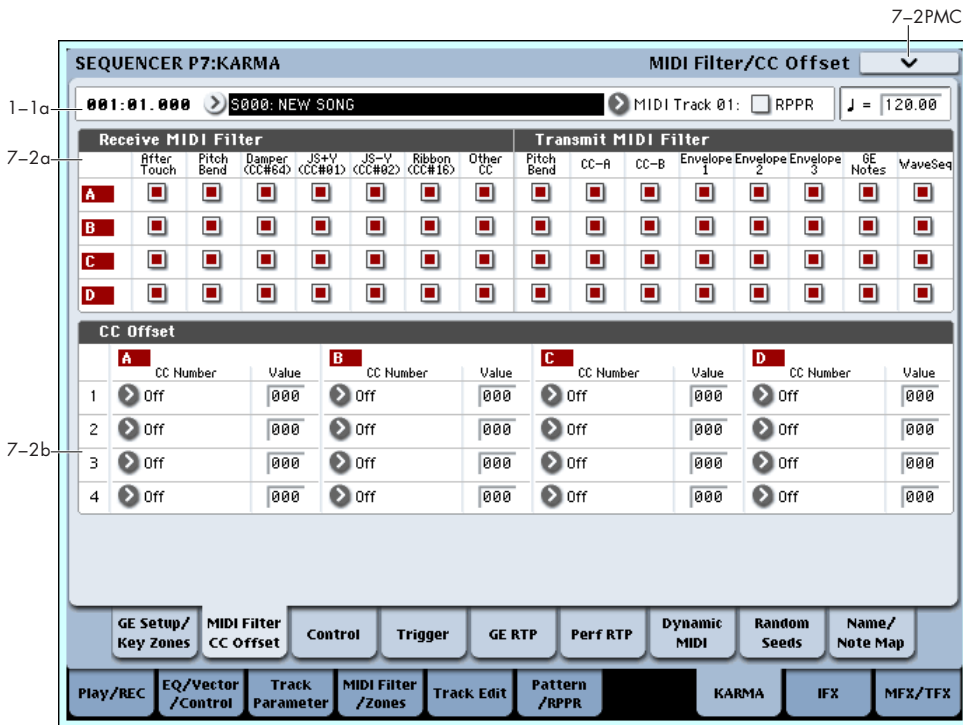 7–2PMC
SEQUENCER P7:KARMA MIDI Filter/CC Offset
1–1a
001:01.000 S000: NEW SONG MIDI Track 01: RPPR ♩ = 120.00
7–2a
Receive MIDI Filter Transmit MIDI Filter
After Touch Pitch Bend Damper (CC#64) JS+Y (CC#01) JS-Y (CC#02) Ribbon (CC#16) Other CC Pitch Bend CC-A CC-B Envelope 1 Envelope 2 Envelope 3 GE Notes WaveSeq
A
B
C
D
CC Offset
A B C D
CC Number Value CC Number Value CC Number Value CC Number Value
1 Off 000 Off 000 Off 000 Off 000
2 Off 000 Off 000 Off 000 Off 000
7–2b
3 Off 000 Off 000 Off 000 Off 000
4 Off 000 Off 000 Off 000 Off 000
GE Setup/ Key Zones MIDI Filter CC Offset Control Trigger GE RTP Perf RTP Dynamic MIDI Random Seeds Name/ Note Map
Play/REC EQ/Vector /Control Track Parameter MIDI Filter /Zones Track Edit Pattern /RPPR KARMA IFX MFX/TFX